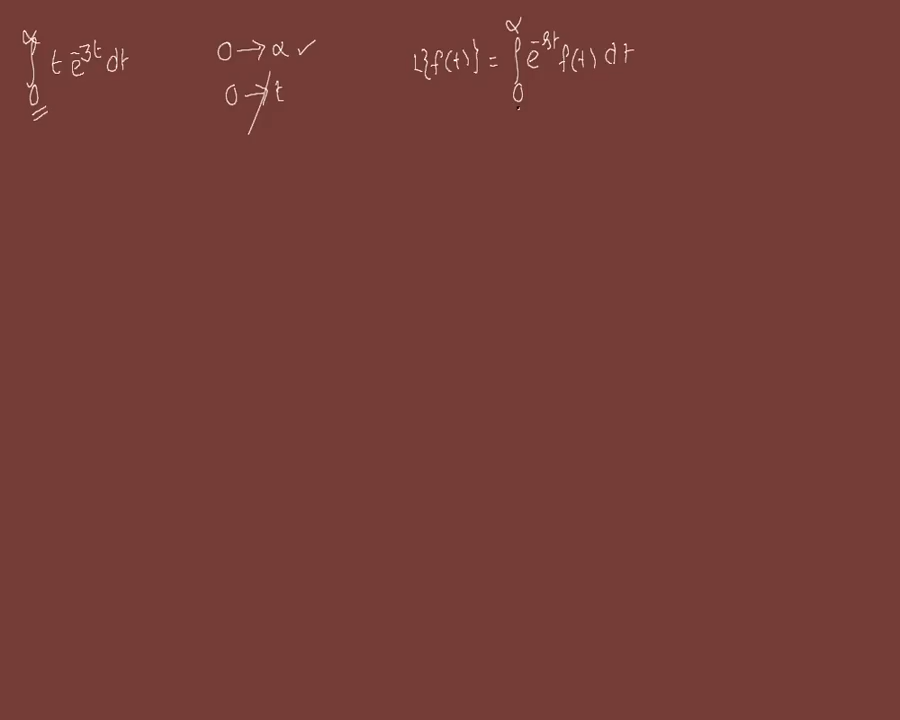 ∫₀^∝ t e^{-3t} dt
0 → ∝ ✓
0 → t
L{f(t)} = ∫₀^∝ e^{-st} f(t) dt